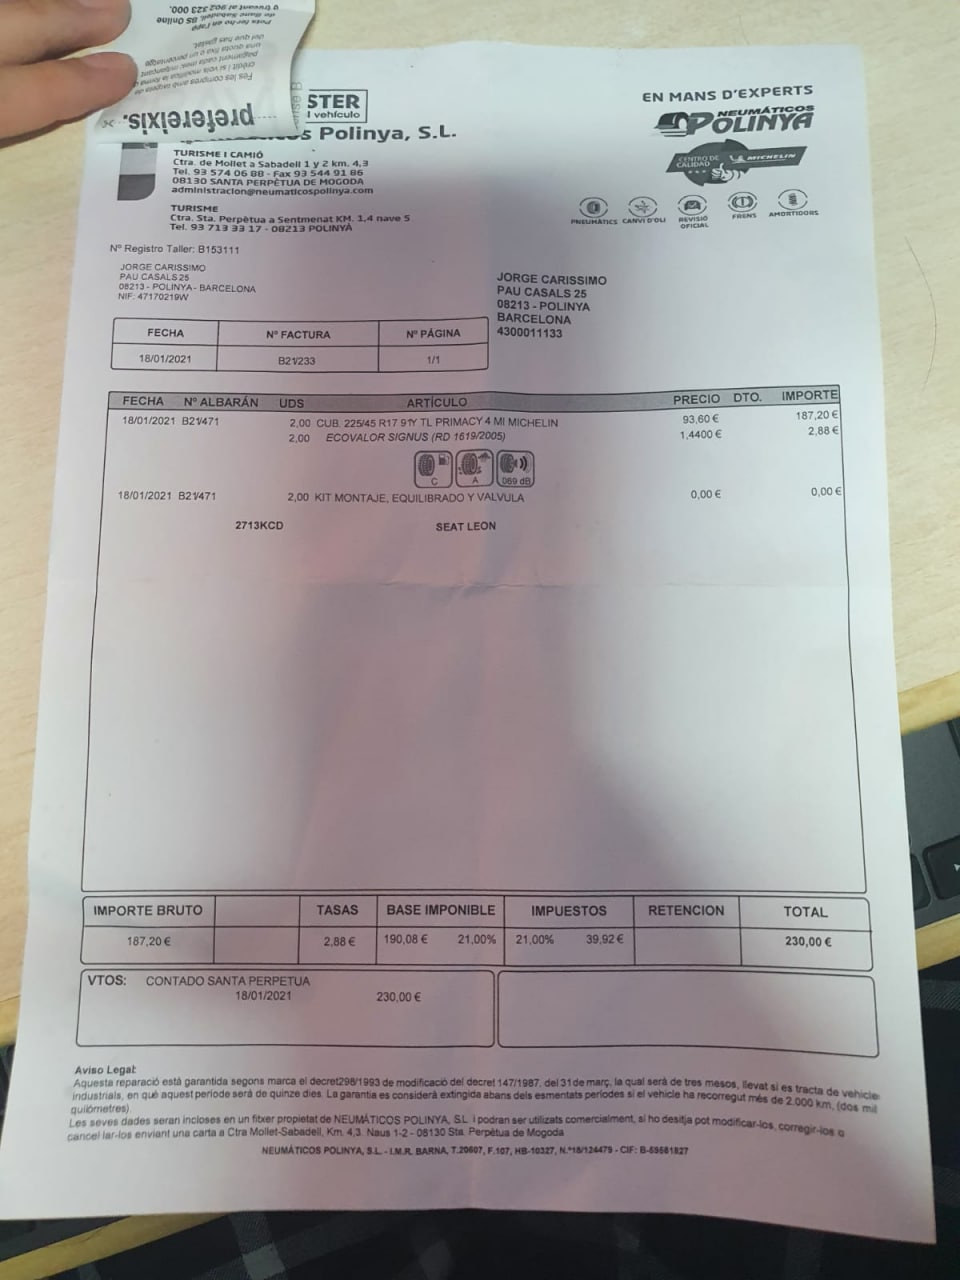 a trucant al 902 323 000.
de Banc Sabadell, BS Online
Pots fer-ho en l'àpp
del que has gastat.
una quota fixa o un percentatge
pagament cada mes: mitjançant
crèdit i si vols modifica la forma d
Fes les compres amb targeta de
prefereixis.
STER
l vehículo
s Polinya, S.L.
TURISME I CAMIÓ
Ctra. de Mollet a Sabadell 1 y 2 km. 4,3
Tel. 93 574 06 88 - Fax 93 544 91 86
08130 SANTA PERPÈTUA DE MOGODA
administracion@neumaticospolinya.com
TURISME
Ctra. Sta. Perpètua a Sentmenat KM. 1,4 nave 5
Tel. 93 713 33 17 - 08213 POLINYÀ
EN MANS D'EXPERTS
NEUMÁTICOS
POLINYA
CENTRO DE
CALIDAD
MICHELIN
PNEUMÀTICS CANVI D'OLI REVISIÓ OFICIAL FRENS AMORTIDORS
Nº Registro Taller: B153111
JORGE CARISSIMO
PAU CASALS 25
08213 - POLINYA - BARCELONA
NIF: 47170219W
JORGE CARISSIMO
PAU CASALS 25
08213 - POLINYA
BARCELONA
4300011133
FECHA Nº FACTURA Nº PÁGINA
18/01/2021 B21/233 1/1
FECHA Nº ALBARÁN UDS ARTÍCULO PRECIO DTO. IMPORTE
18/01/2021 B21/471 2,00 CUB. 225/45 R17 91Y TL PRIMACY 4 MI MICHELIN 93,60 € 187,20 €
2,00 ECOVALOR SIGNUS (RD 1619/2005) 1,4400 € 2,88 €
C A 069 dB
18/01/2021 B21/471 2,00 KIT MONTAJE, EQUILIBRADO Y VALVULA 0,00 € 0,00 €
2713KCD SEAT LEON
IMPORTE BRUTO TASAS BASE IMPONIBLE IMPUESTOS RETENCION TOTAL
187,20 € 2,88 € 190,08 € 21,00% 21,00% 39,92 € 230,00 €
VTOS: CONTADO SANTA PERPETUA
18/01/2021 230,00 €
Aviso Legal:
Aquesta reparació està garantida segons marca el decret298/1993 de modificació del decret 147/1987, del 31de març, la qual serà de tres mesos, llevat si es tracta de vehicles
industrials, en què aquest període serà de quinze dies. La garantia es considerà extingida abans dels esmentats períodes si el vehicle ha recorregut més de 2.000 km. (dos mil
quilòmetres).
Les seves dades seran incloses en un fitxer propietat de NEUMÁTICOS POLINYA, S.L. i podran ser utilitzats comercialment, si ho desitja pot modificar-los, corregir-los o
cancel·lar-los enviant una carta a Ctra Mollet-Sabadell, Km. 4,3. Naus 1-2 - 08130 Sta. Perpètua de Mogoda
NEUMÁTICOS POLINYA, S.L. - I.M.R. BARNA, T.20607, F.107, HB-10327, N.º18/124479 - CIF: B-59561827